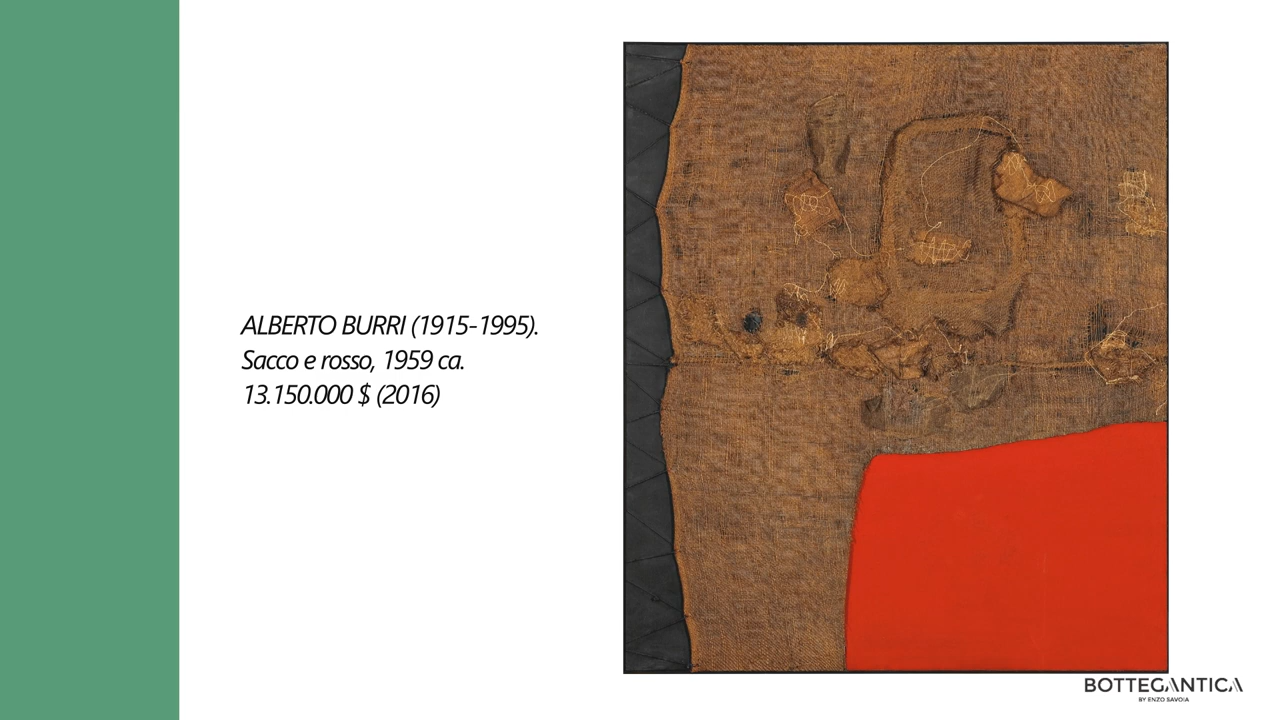 ALBERTO BURRI (1915-1995).
Sacco e rosso, 1959 ca.
13.150.000 $ (2016)
BOTTEGANTICA
BY ENZO SAVOIA